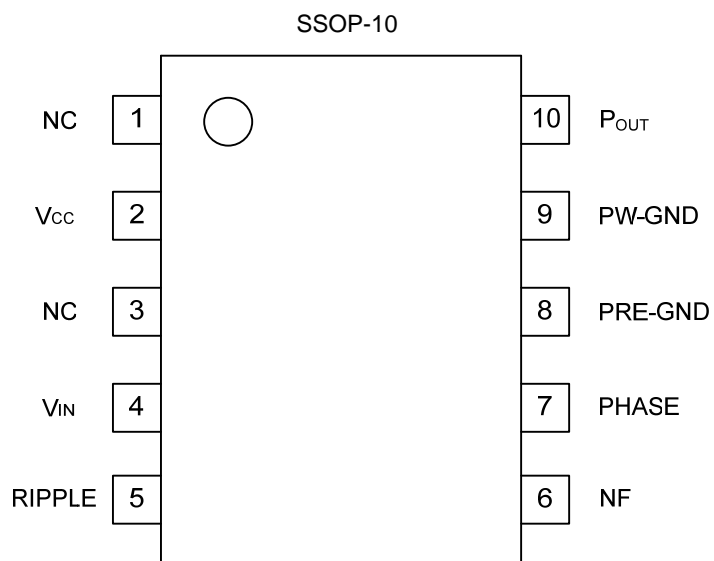 SSOP-10
NC 1 10 POUT
VCC 2 9 PW-GND
NC 3 8 PRE-GND
VIN 4 7 PHASE
RIPPLE 5 6 NF